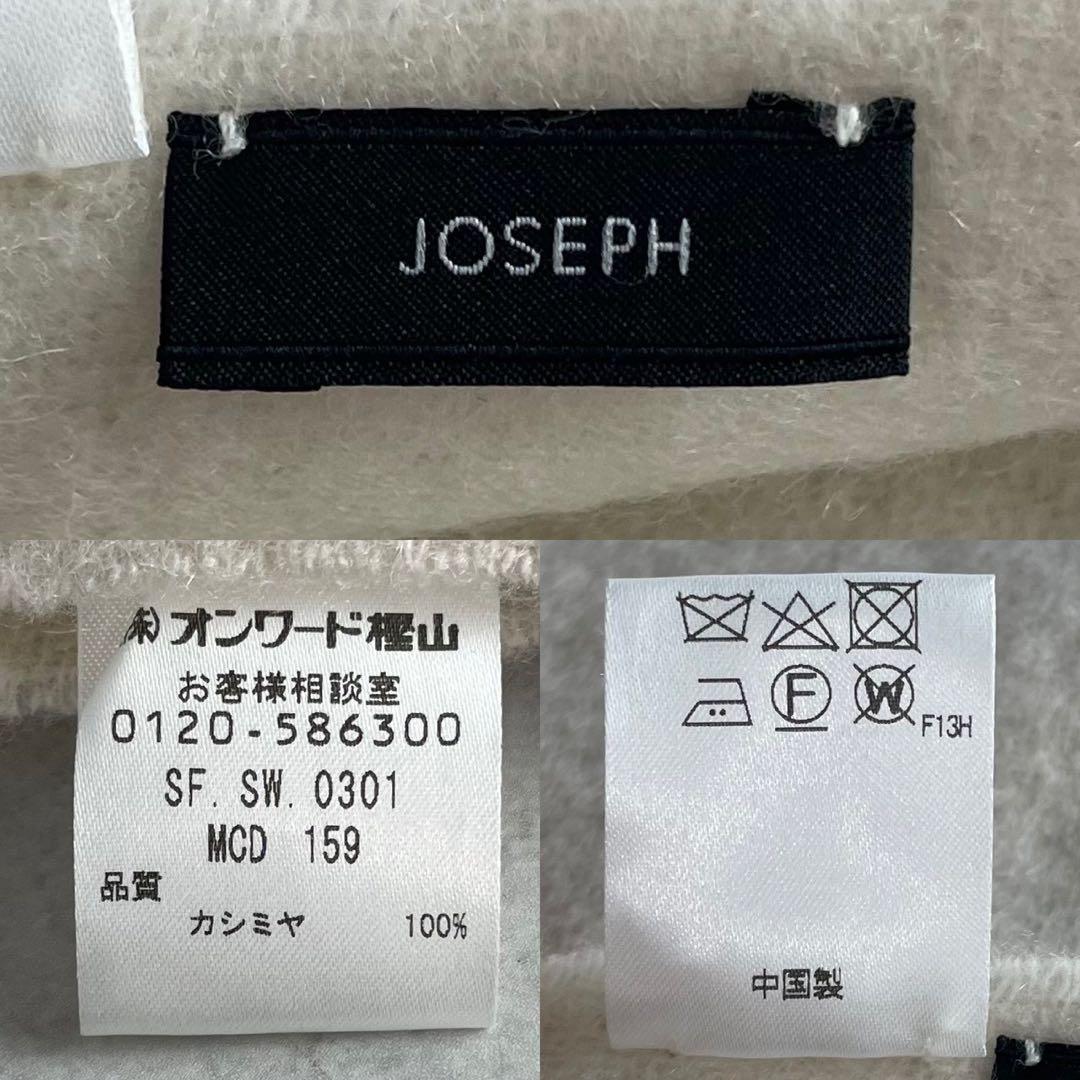 JOSEPH
㈱オンワード樫山
お客様相談室
0120-586300
SF. SW. 0301
MCD 159
品質
カシミヤ 100%
F W F13H
中国製